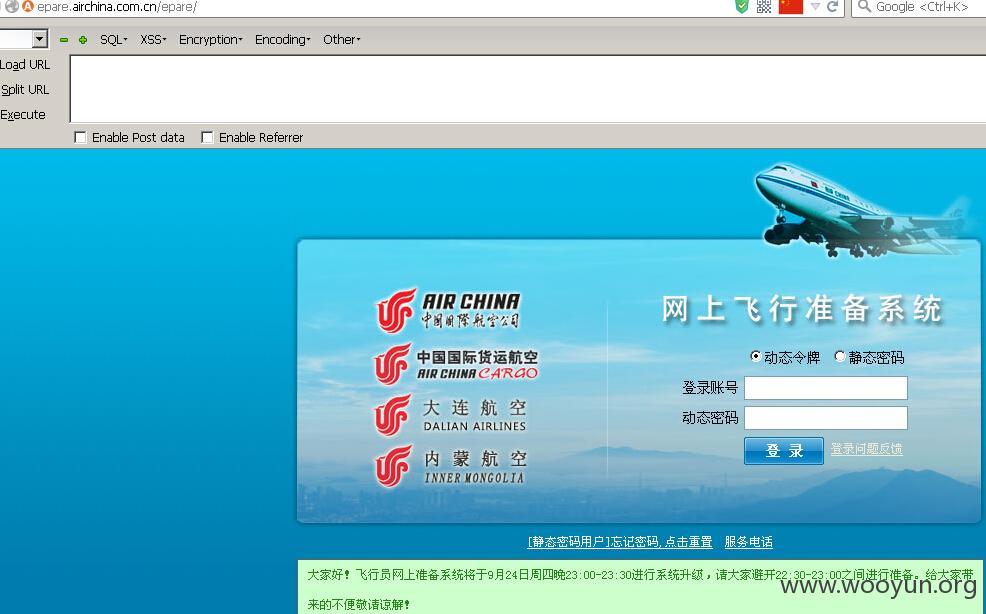 epare.airchina.com.cn/epare/
Google <Ctrl+K>
SQL▾ XSS▾ Encryption▾ Encoding▾ Other▾
Load URL
Split URL
Execute
Enable Post data Enable Referrer
AIR CHINA
AIR CHINA
中国国际航空公司
中国国际货运航空
AIR CHINA CARGO
大连航空
DALIAN AIRLINES
内蒙航空
INNER MONGOLIA
网上飞行准备系统
动态令牌 静态密码
登录账号
动态密码
登 录 登录问题反馈
[静态密码用户]忘记密码,点击重置 服务电话
大家好！飞行员网上准备系统将于9月24日周四晚23:00-23:30进行系统升级，请大家避开22:30-23:00之间进行准备。给大家带
来的不便敬请谅解！
www.wooyun.org